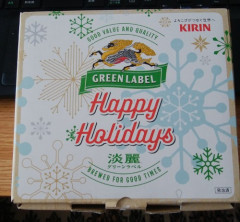 KIRIN
GOOD VALUE AND QUALITY
GREEN LABEL
Happy
Holidays
淡麗
グリーンラベル
BREWED FOR GOOD TIMES